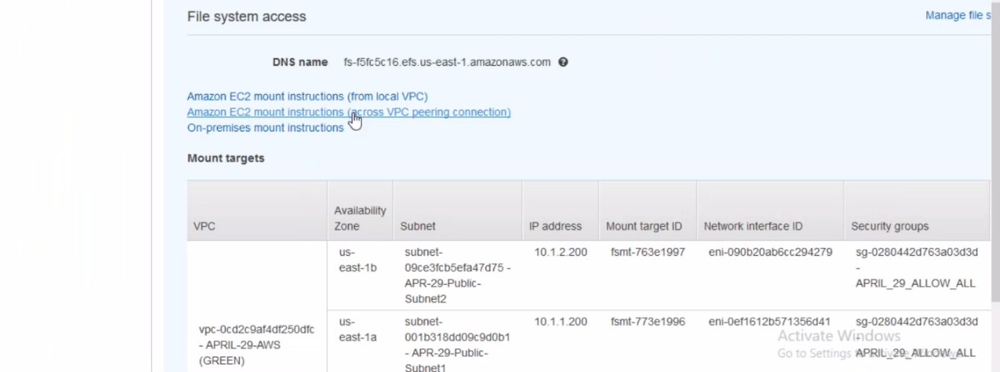 File system access
Manage file s
DNS name fs-f5fc5c16.efs.us-east-1.amazonaws.com
Amazon EC2 mount instructions (from local VPC)
Amazon EC2 mount instructions (across VPC peering connection)
On-premises mount instructions
Mount targets
VPC
Availability
Zone
Subnet
IP address
Mount target ID
Network interface ID
Security groups
us-
east-1b
subnet-
09ce3fcb5efa47d75 -
APR-29-Public-
Subnet2
10.1.2.200
fsmt-763e1997
eni-090b20ab6cc294279
sg-0280442d763a03d3d
-
APRIL_29_ALLOW_ALL
vpc-0cd2c9af4df250dfc
- APRIL-29-AWS
(GREEN)
us-
east-1a
subnet-
001b318dd09c9d0b1
- APR-29-Public-
Subnet1
10.1.1.200
fsmt-773e1996
eni-0ef1612b571356d41
sg-0280442d763a03d3d
-
APRIL_29_ALLOW_ALL
Activate Windows
Go to Settings to activate Windows.